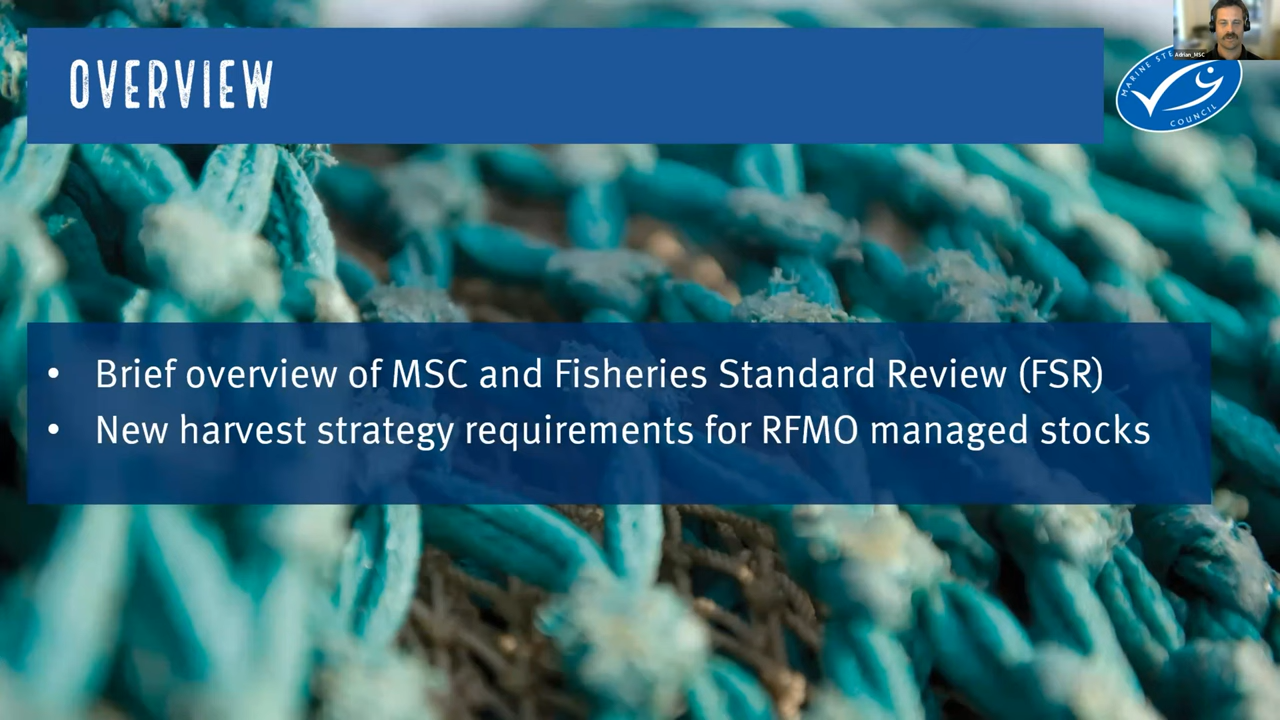 OVERVIEW
Adrian_MSC
MARINE STE
COUNCIL
• Brief overview of MSC and Fisheries Standard Review (FSR)
• New harvest strategy requirements for RFMO managed stocks